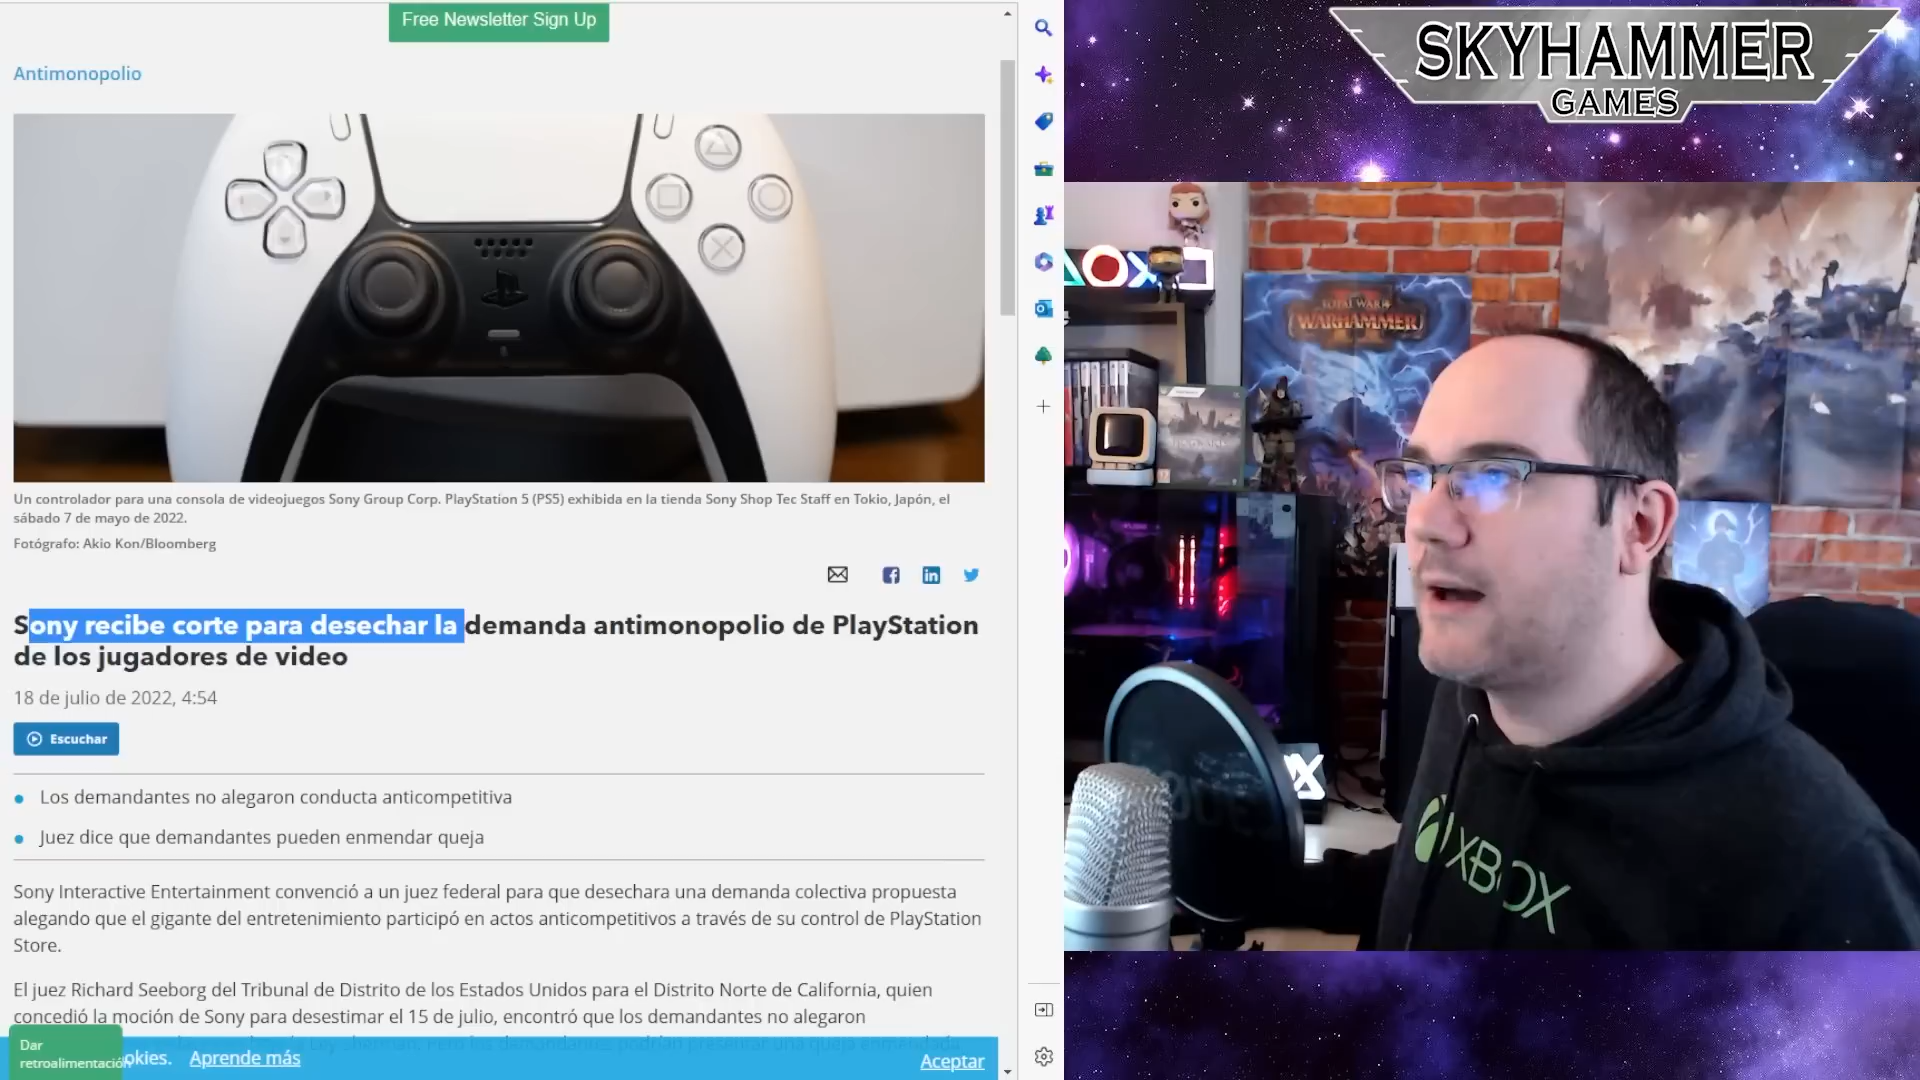 Free Newsletter Sign Up
Antimonopolio
Un controlador para una consola de videojuegos Sony Group Corp. PlayStation 5 (PS5) exhibida en la tienda Sony Shop Tec Staff en Tokio, Japón, el
sábado 7 de mayo de 2022.
Fotógrafo: Akio Kon/Bloomberg
Sony recibe corte para desechar la demanda antimonopolio de PlayStation
de los jugadores de video
18 de julio de 2022, 4:54
Escuchar
Los demandantes no alegaron conducta anticompetitiva
Juez dice que demandantes pueden enmendar queja
Sony Interactive Entertainment convenció a un juez federal para que desechara una demanda colectiva propuesta
alegando que el gigante del entretenimiento participó en actos anticompetitivos a través de su control de PlayStation
Store.
El juez Richard Seeborg del Tribunal de Distrito de los Estados Unidos para el Distrito Norte de California, quien
concedió la moción de Sony para desestimar el 15 de julio, encontró que los demandantes no alegaron
Dar
retroalimentación
okies. Aprende más
Aceptar
SKYHAMMER
GAMES
TOTAL WAR
WARHAMMER
II
XBOX